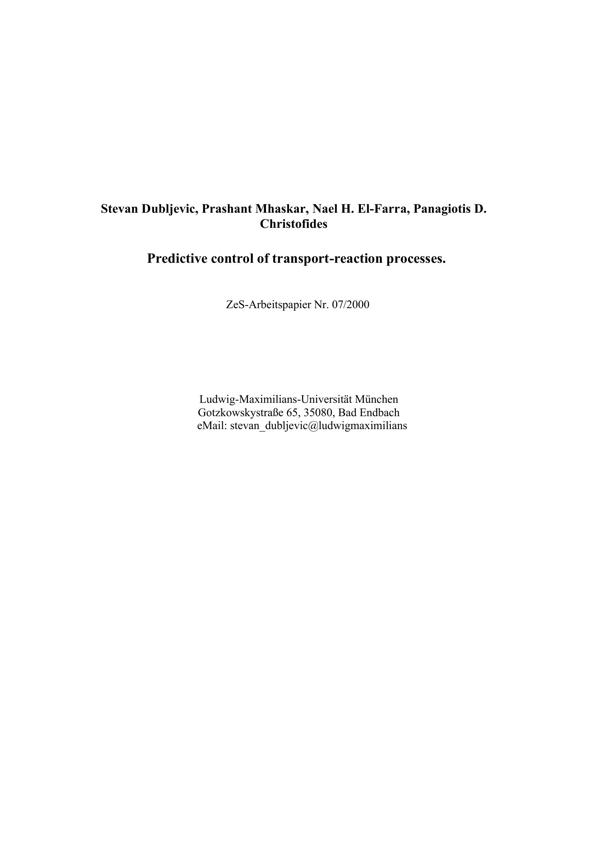 Stevan Dubljevic, Prashant Mhaskar, Nael H. El-Farra, Panagiotis D.
Christofides
Predictive control of transport-reaction processes.
ZeS-Arbeitspapier Nr. 07/2000
Ludwig-Maximilians-Universität München
Gotzkowskystraße 65, 35080, Bad Endbach
eMail: stevan_dubljevic@ludwigmaximilians